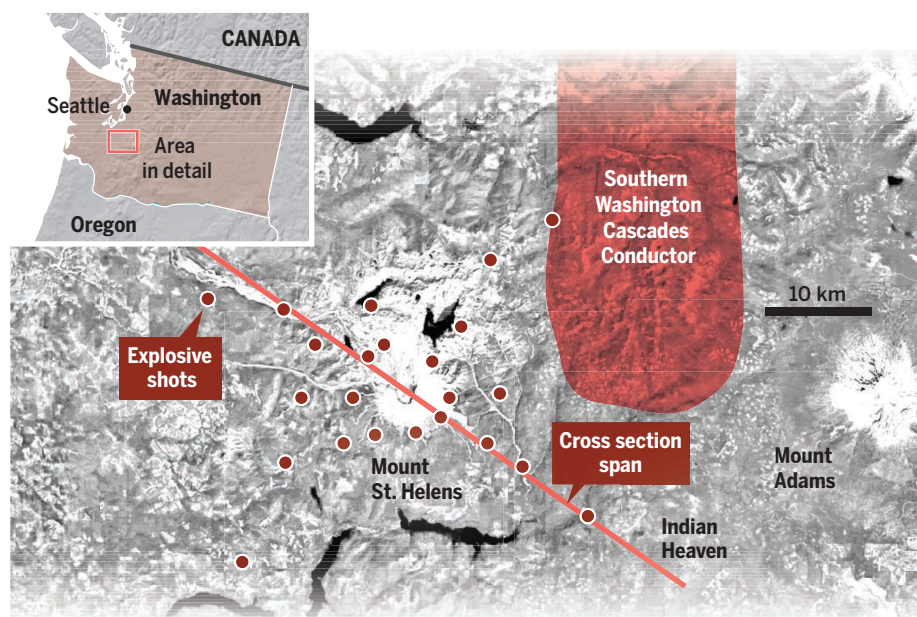 CANADA
Seattle
Washington
Area
in detail
Oregon
Southern
Washington
Cascades
Conductor
10 km
Explosive
shots
Cross section
span
Mount
St. Helens
Mount
Adams
Indian
Heaven